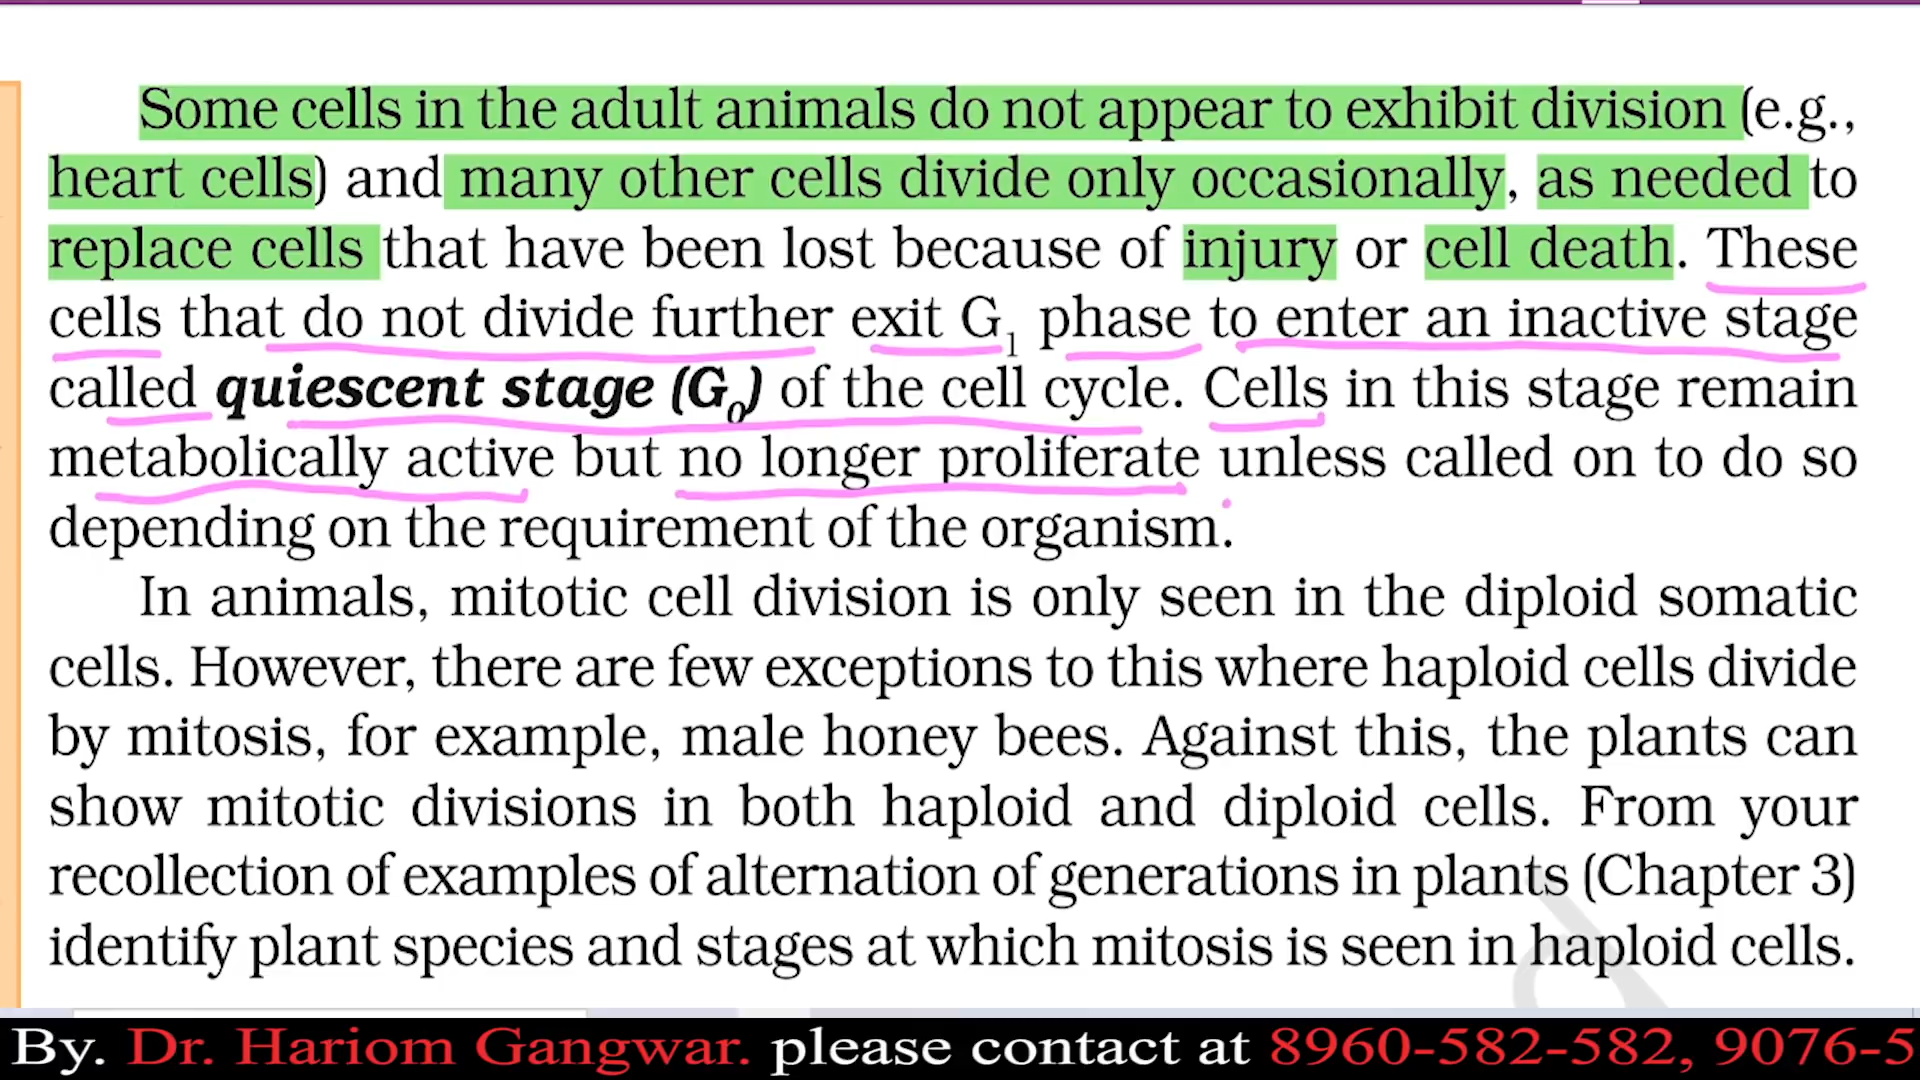 Some cells in the adult animals do not appear to exhibit division (e.g.,
heart cells) and many other cells divide only occasionally, as needed to
replace cells that have been lost because of injury or cell death. These
cells that do not divide further exit G₁ phase to enter an inactive stage
called quiescent stage (G₀) of the cell cycle. Cells in this stage remain
metabolically active but no longer proliferate unless called on to do so
depending on the requirement of the organism.
In animals, mitotic cell division is only seen in the diploid somatic
cells. However, there are few exceptions to this where haploid cells divide
by mitosis, for example, male honey bees. Against this, the plants can
show mitotic divisions in both haploid and diploid cells. From your
recollection of examples of alternation of generations in plants (Chapter 3)
identify plant species and stages at which mitosis is seen in haploid cells.
By. Dr. Hariom Gangwar. please contact at 8960-582-582, 9076-5